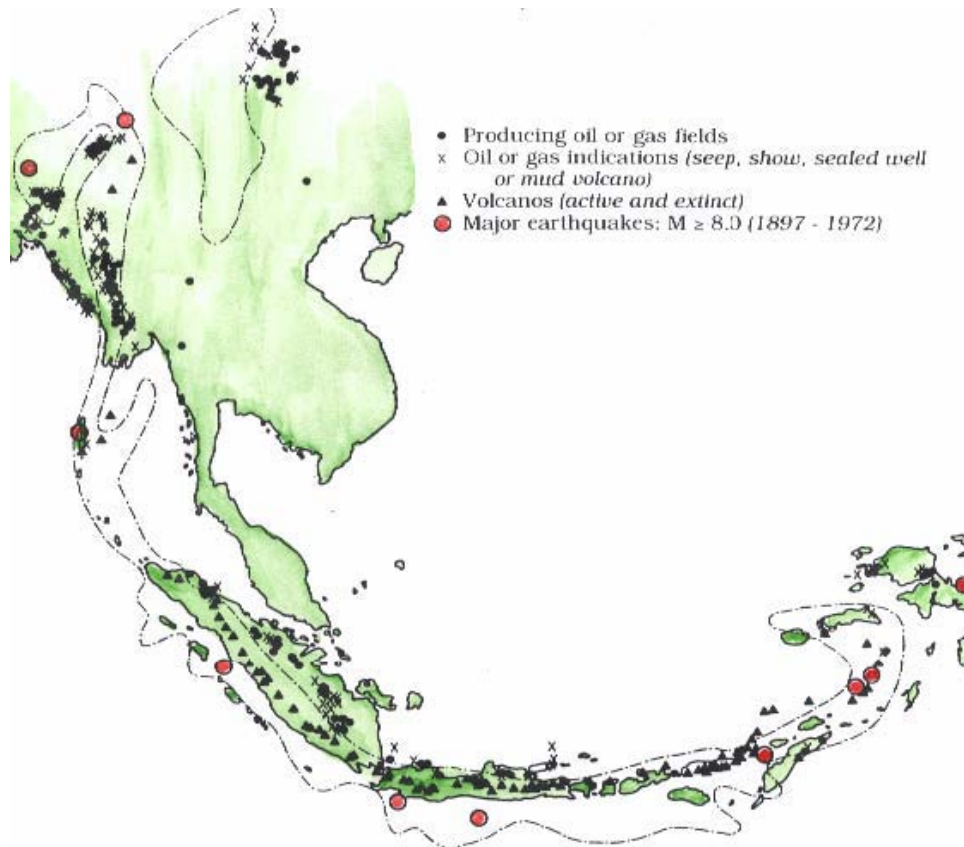 Producing oil or gas fields
Oil or gas indications (seep, show, sealed well
or mud volcano)
Volcanos (active and extinct)
Major earthquakes: M ≥ 8.0 (1897 - 1972)